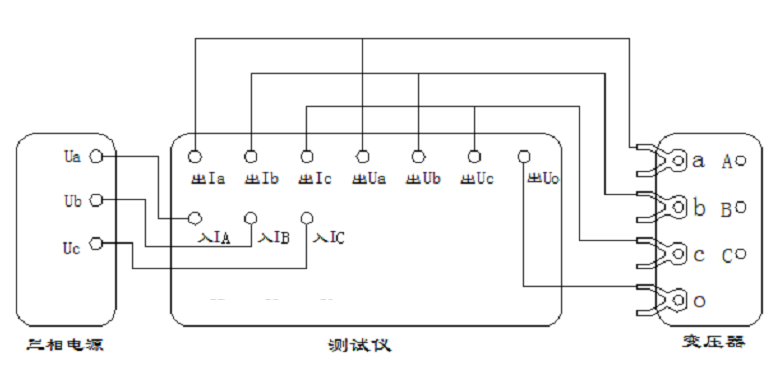 Ua
Ub
Uc
三相电源
出Ia 出Ib 出Ic 出Ua 出Ub 出Uc 出Uo
入IA 入IB 入IC
测试仪
a A
b B
c C
o
变压器